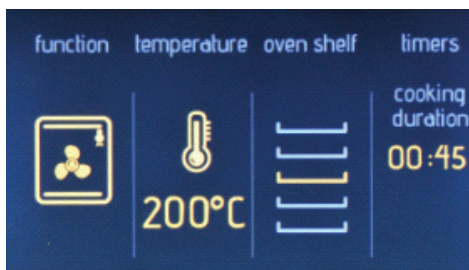 function temperature oven shelf timers
cooking
duration
00:45
200°C